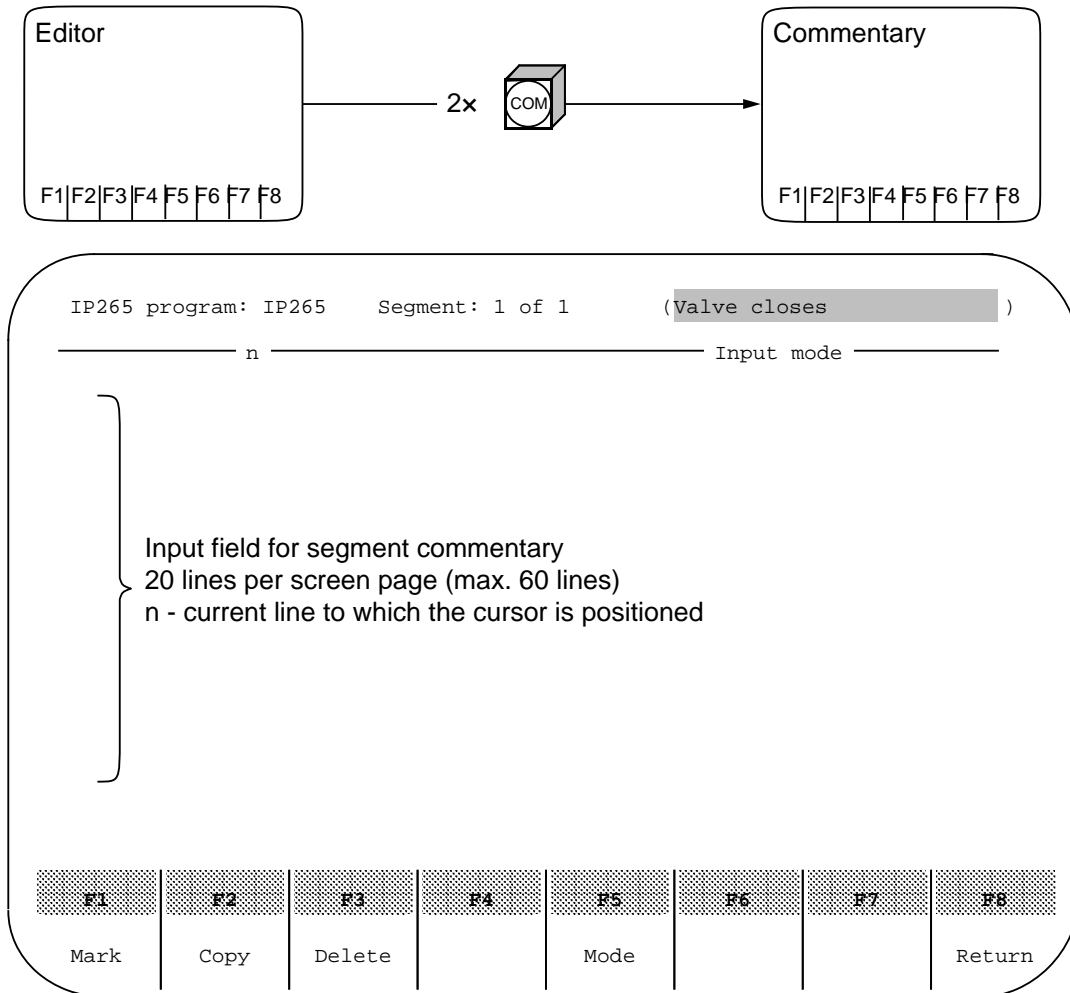 Editor
Commentary
2× COM
F1 F2 F3 F4 F5 F6 F7 F8
F1 F2 F3 F4 F5 F6 F7 F8
IP265 program: IP265 Segment: 1 of 1 (Valve closes )
n Input mode
Input field for segment commentary
20 lines per screen page (max. 60 lines)
n - current line to which the cursor is positioned
F1 F2 F3 F4 F5 F6 F7 F8
Mark Copy Delete Mode Return